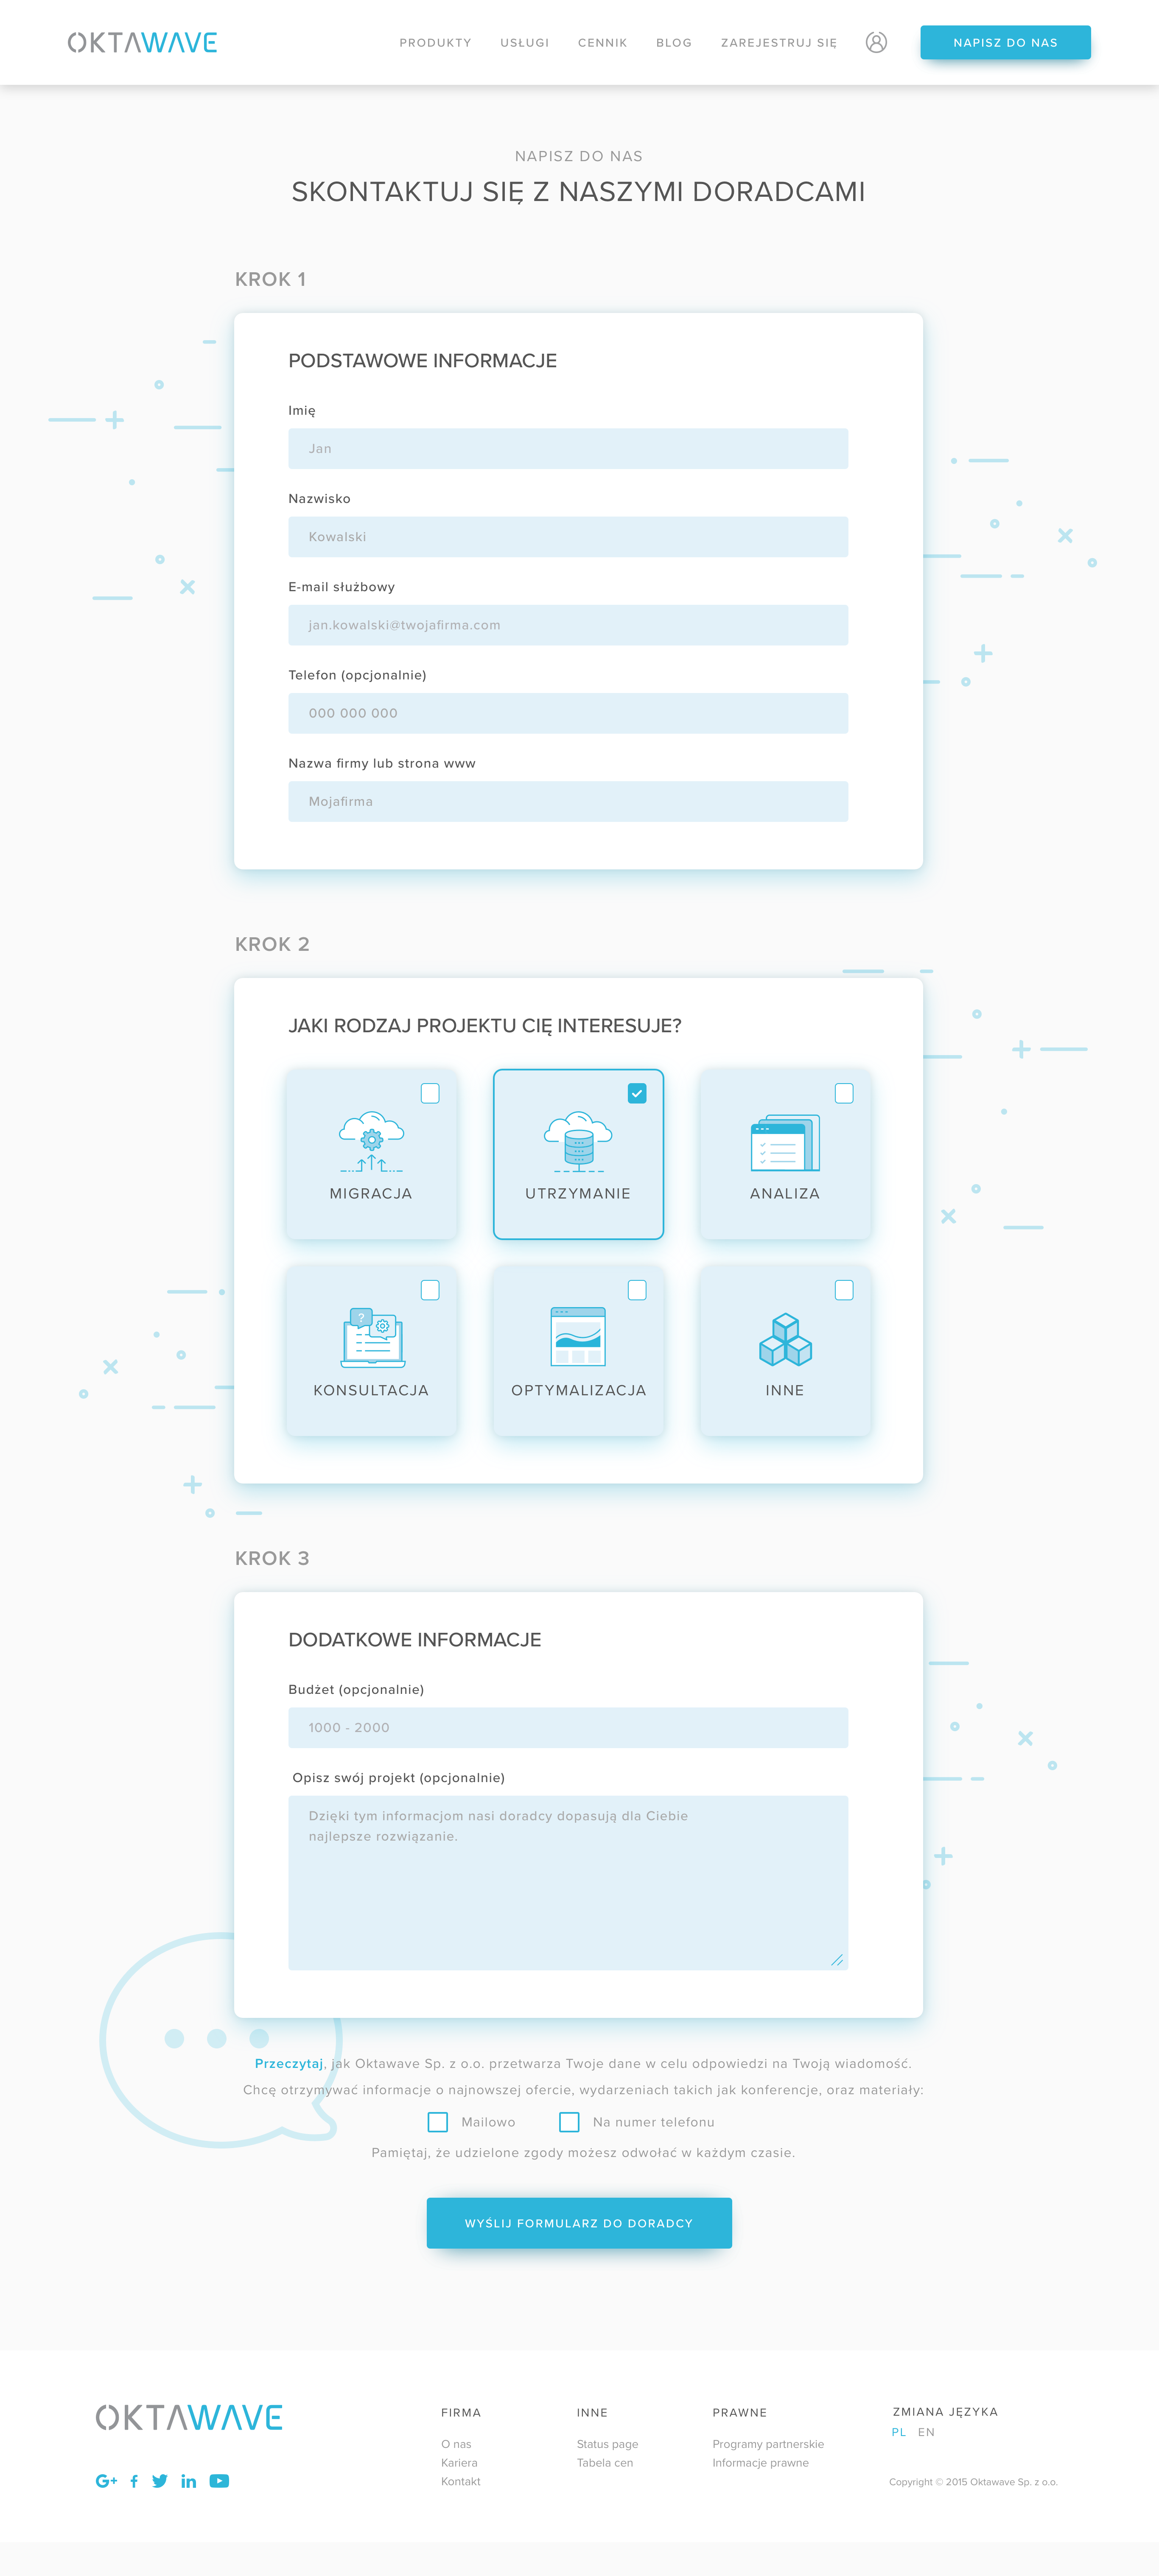 OKTAWAVE
PRODUKTY USŁUGI CENNIK BLOG ZAREJESTRUJ SIĘ NAPISZ DO NAS
NAPISZ DO NAS
SKONTAKTUJ SIĘ Z NASZYMI DORADCAMI
KROK 1
PODSTAWOWE INFORMACJE
Imię
Jan
Nazwisko
Kowalski
E-mail służbowy
jan.kowalski@twojafirma.com
Telefon (opcjonalnie)
000 000 000
Nazwa firmy lub strona www
Mojafirma
KROK 2
JAKI RODZAJ PROJEKTU CIĘ INTERESUJE?
MIGRACJA UTRZYMANIE ANALIZA
?
KONSULTACJA OPTYMALIZACJA INNE
KROK 3
DODATKOWE INFORMACJE
Budżet (opcjonalnie)
1000 - 2000
Opisz swój projekt (opcjonalnie)
Dzięki tym informacjom nasi doradcy dopasują dla Ciebie
najlepsze rozwiązanie.
Przeczytaj, jak Oktawave Sp. z o.o. przetwarza Twoje dane w celu odpowiedzi na Twoją wiadomość.
Chcę otrzymywać informacje o najnowszej ofercie, wydarzeniach takich jak konferencje, oraz materiały:
Mailowo Na numer telefonu
Pamiętaj, że udzielone zgody możesz odwołać w każdym czasie.
WYŚLIJ FORMULARZ DO DORADCY
OKTAWAVE
FIRMA
O nas
Kariera
Kontakt
INNE
Status page
Tabela cen
PRAWNE
Programy partnerskie
Informacje prawne
ZMIANA JĘZYKA
PL EN
Copyright © 2015 Oktawave Sp. z o.o.